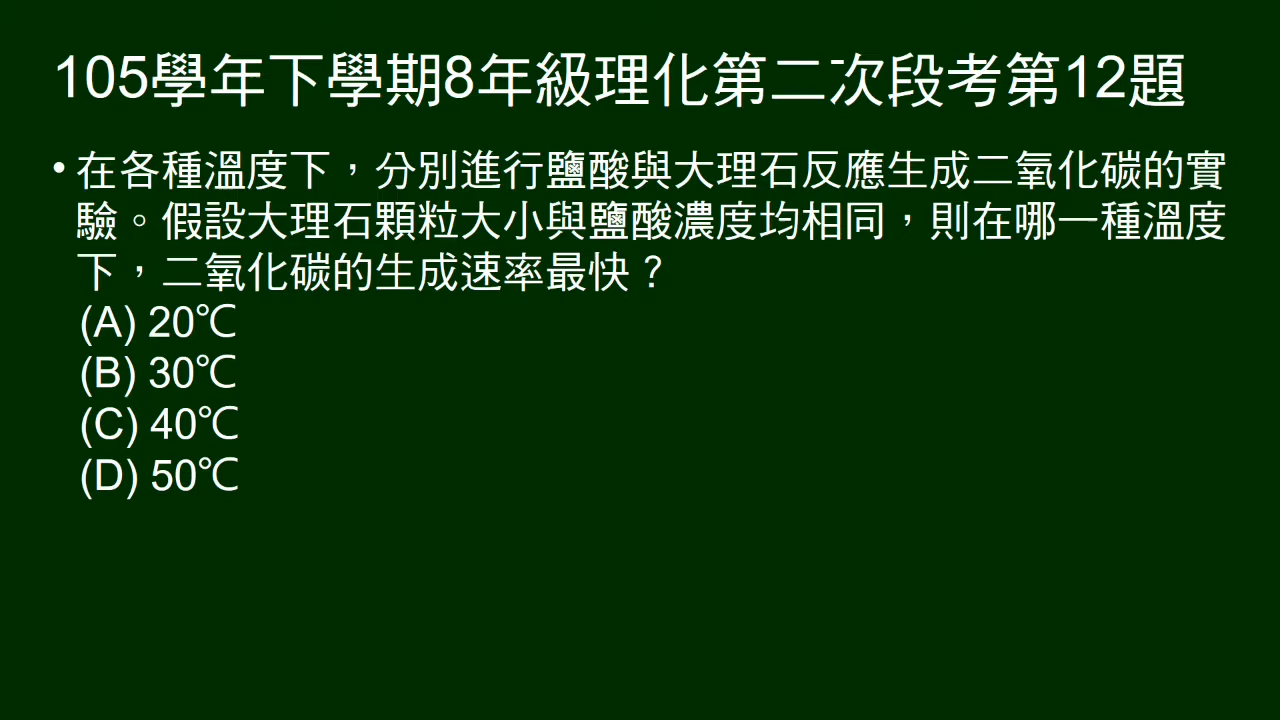 105學年下學期8年級理化第二次段考第12題
• 在各種溫度下，分別進行鹽酸與大理石反應生成二氧化碳的實
驗。假設大理石顆粒大小與鹽酸濃度均相同，則在哪一種溫度
下，二氧化碳的生成速率最快？
(A) 20℃
(B) 30℃
(C) 40℃
(D) 50℃